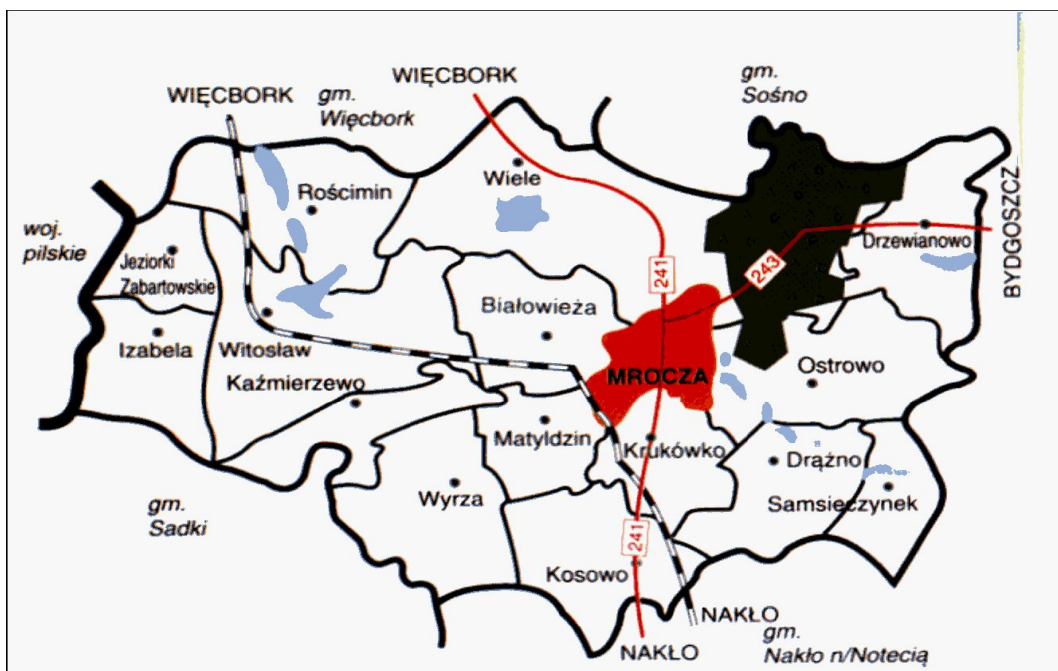 WIĘCBORK
gm.
Sośno
WIĘCBORK
gm.
Więcbork
Rościmin
Wiele
BYDGOSZCZ
woj.
pilskie
Drzewianowo
Jeziorki
Zabartowskie
241
243
Białowieża
Izabela
Witosław
Kaźmierzewo
MROCZA
Ostrowo
Matyldzin
Krukówko
Drążno
Wyrza
Samsieczynek
gm.
Sadki
241
Kosowo
NAKŁO
NAKŁO
gm.
Nakło n/Notecią